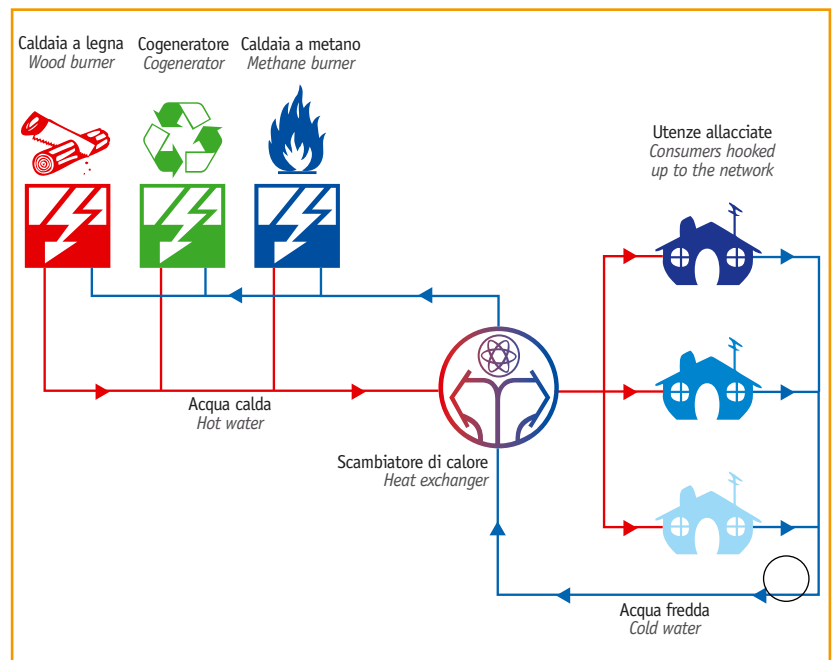 Caldaia a legna
Wood burner
Cogeneratore
Cogenerator
Caldaia a metano
Methane burner
Utenze allacciate
Consumers hooked
up to the network
Acqua calda
Hot water
Scambiatore di calore
Heat exchanger
Acqua fredda
Cold water